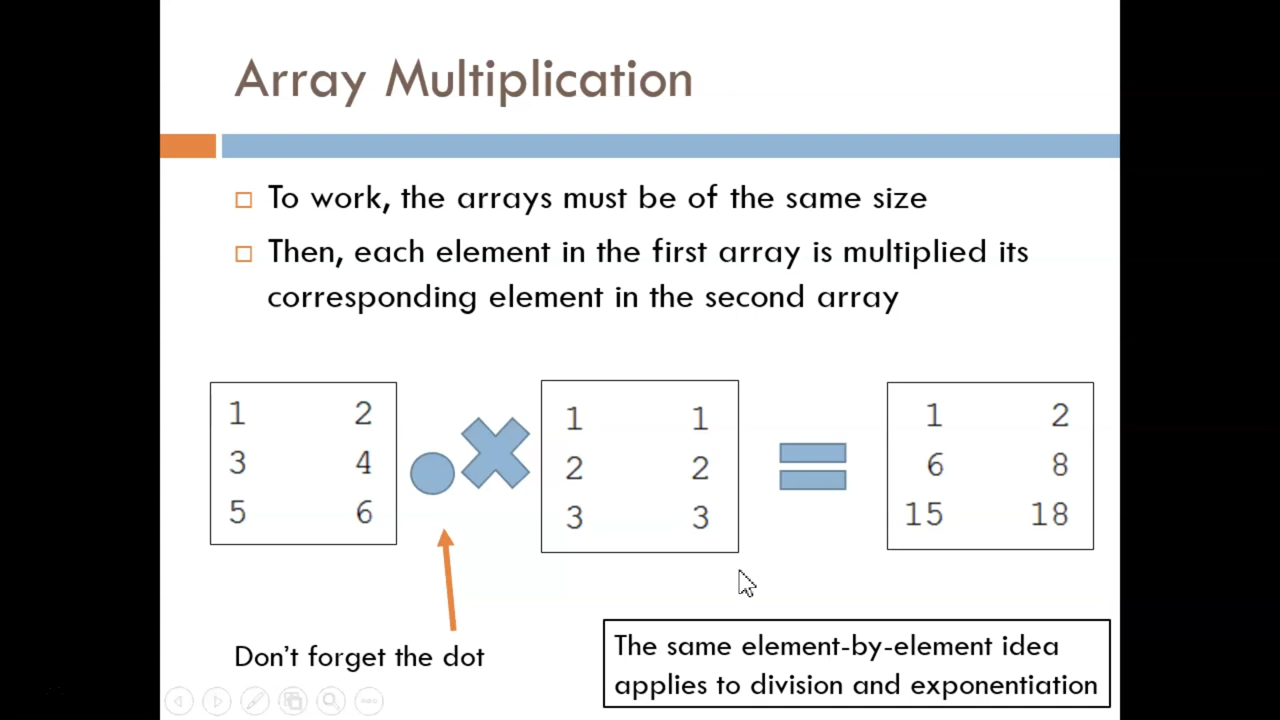 Array Multiplication
To work, the arrays must be of the same size
Then, each element in the first array is multiplied its
corresponding element in the second array
1 2
3 4
5 6
1 1
2 2
3 3
1 2
6 8
15 18
Don't forget the dot
The same element-by-element idea
applies to division and exponentiation